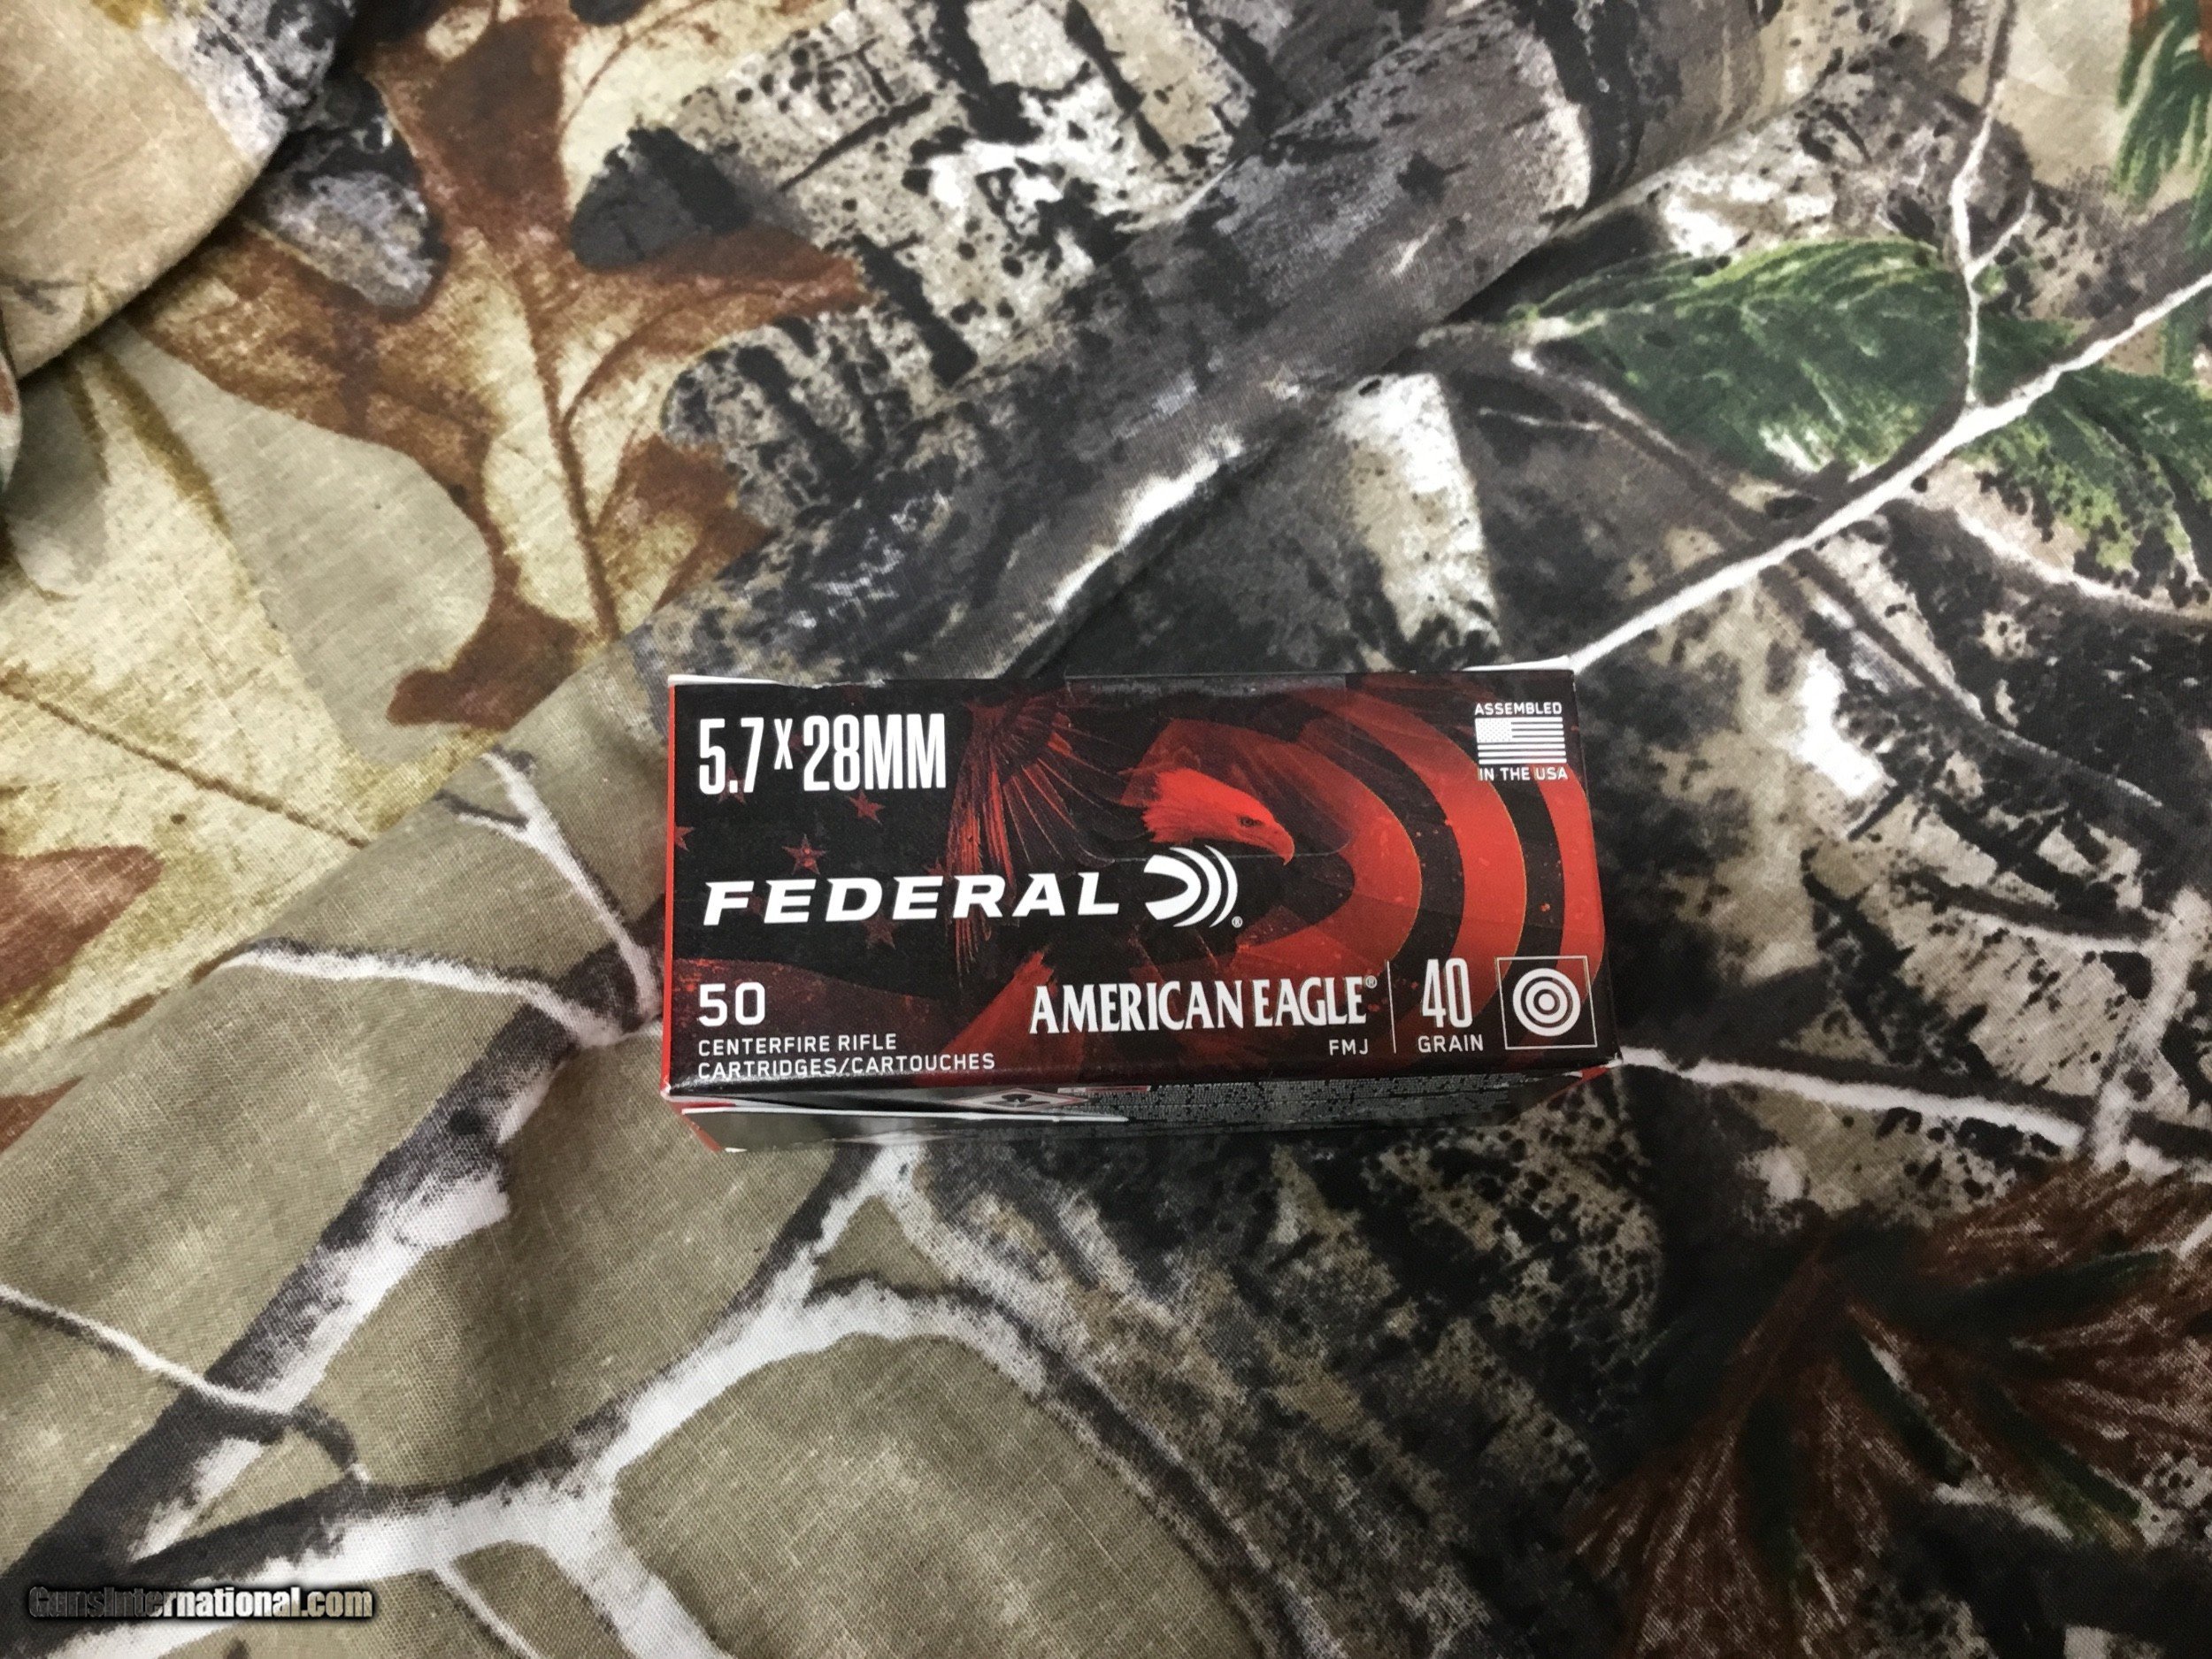 5.7x28MM
ASSEMBLED
IN THE USA
FEDERAL ®
50
CENTERFIRE RIFLE
CARTRIDGES/CARTOUCHES
AMERICAN EAGLE®
FMJ
40
GRAIN
GunsInternational.com